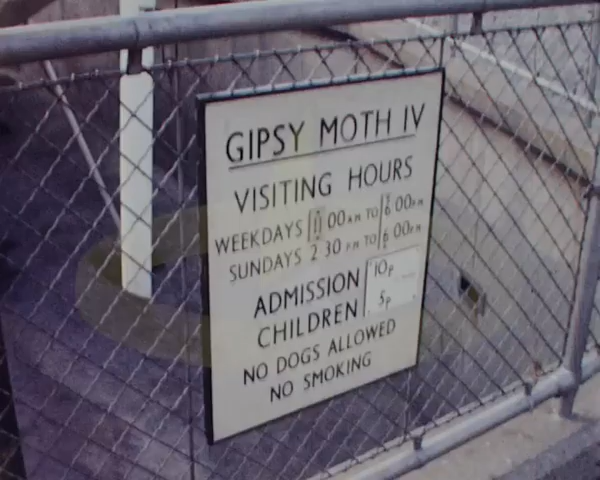 GIPSY MOTH IV
VISITING HOURS
WEEKDAYS 11 00 AM TO 6 00 PM
SUNDAYS 2 30 PM TO 6 00 PM
ADMISSION 10p
CHILDREN 5p
NO DOGS ALLOWED
NO SMOKING